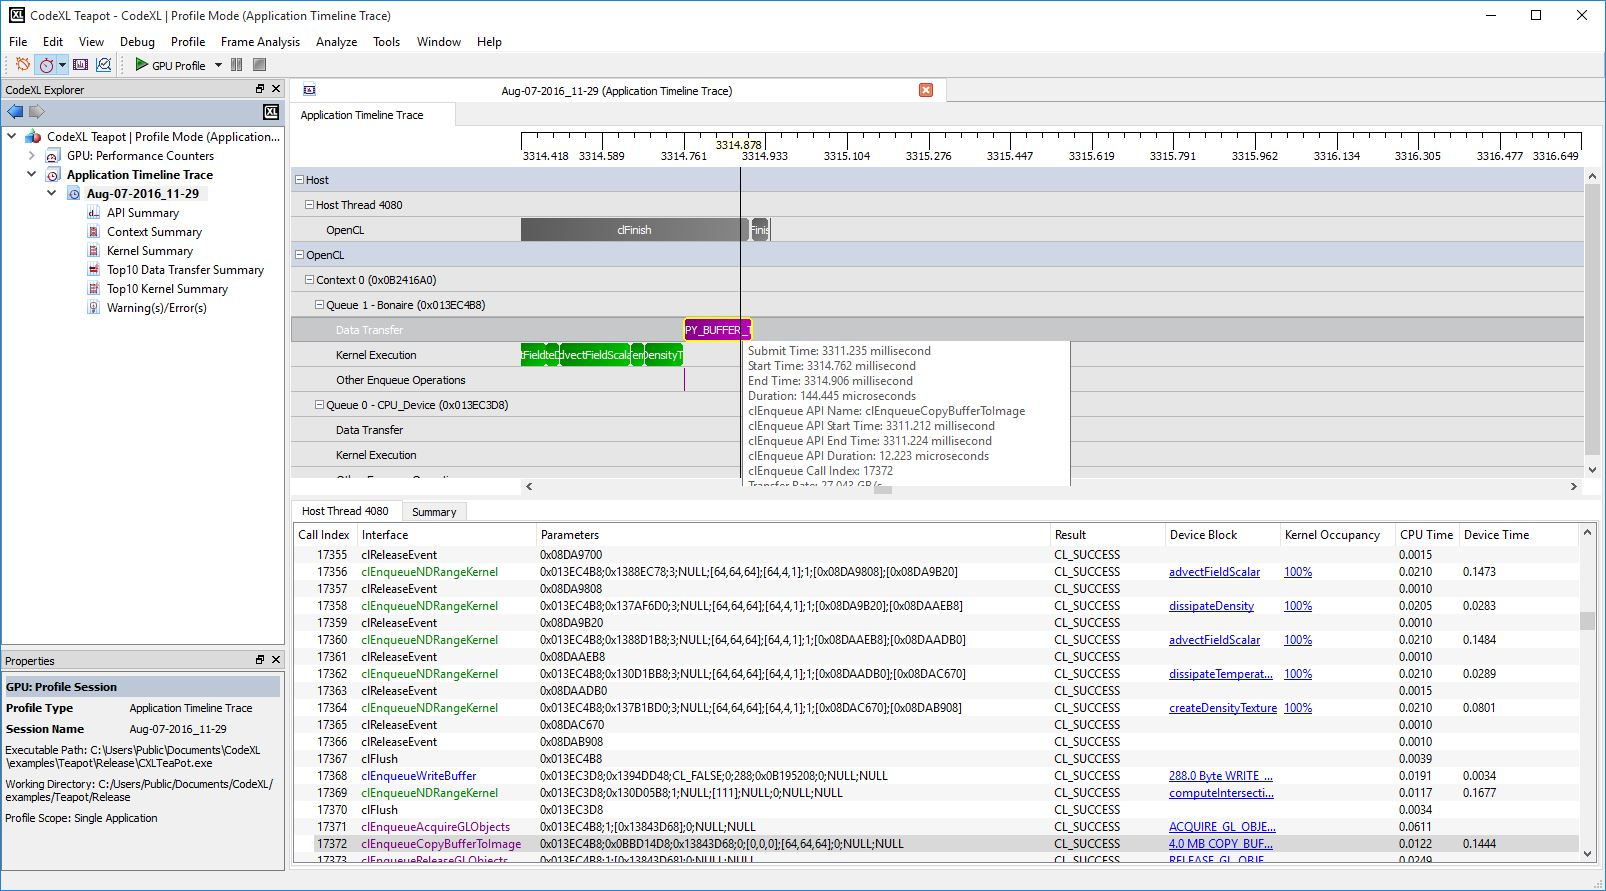 CodeXL Teapot - CodeXL | Profile Mode (Application Timeline Trace)
File Edit View Debug Profile Frame Analysis Tools Window Help
GPU Profile
CodeXL Explorer
CodeXL Teapot | Profile Mode (Application...
GPU: Performance Counters
Application Timeline Trace
Aug-07-2016_11-29
API Summary
Context Summary
Kernel Summary
Top10 Data Transfer Summary
Top10 Kernel Summary
Warning(s)/Error(s)
Properties
GPU: Profile Session
Profile Type Application Timeline Trace
Session Name Aug-07-2016_11-29
Executable Path: C:\Users\Public\Documents\CodeXL
\examples\Teapot\Release\CXLTeaPot.exe
Working Directory: C:/Users/Public/Documents/CodeXL/
examples/Teapot/Release
Profile Scope: Single Application
Aug-07-2016_11-29 (Application Timeline Trace)
Application Timeline Trace
3314.878
3314.418 3314.589 3314.761 3314.933 3315.104 3315.276 3315.447 3315.619 3315.791 3315.962 3316.134 3316.305 3316.477 3316.649
Host
Host Thread 4080
OpenCL clFinish Finis
OpenCL
Context 0 (0x0B2416A0)
Queue 1 - Bonaire (0x013EC4B8)
Data Transfer PY_BUFFER_T
Kernel Execution tFieldteDdvectFieldScalaTerDensityT
Other Enqueue Operations
Queue 0 - CPU_Device (0x013EC3D8)
Data Transfer
Kernel Execution
Submit Time: 3311.235 millisecond
Start Time: 3314.762 millisecond
End Time: 3314.906 millisecond
Duration: 144.445 microseconds
clEnqueue API Name: clEnqueueCopyBufferToImage
clEnqueue API Start Time: 3311.212 millisecond
clEnqueue API End Time: 3311.224 millisecond
clEnqueue API Duration: 12.223 microseconds
clEnqueue Call Index: 17372
Transfer Rate: 27.043 GB/s
Host Thread 4080 Summary
Call Index Interface Parameters Result Device Block Kernel Occupancy CPU Time Device Time
17355 clReleaseEvent 0x08DA9700 CL_SUCCESS 0.0015
17356 clEnqueueNDRangeKernel 0x013EC4B8;0x1388EC78;3;NULL;[64,64,64];[64,4,1];1;[0x08DA9808];[0x08DA9B20] CL_SUCCESS advectFieldScalar 100% 0.0210 0.1473
17357 clReleaseEvent 0x08DA9808 CL_SUCCESS 0.0010
17358 clEnqueueNDRangeKernel 0x013EC4B8;0x137AF6D0;3;NULL;[64,64,64];[64,4,1];1;[0x08DA9B20];[0x08DAAEB8] CL_SUCCESS dissipateDensity 100% 0.0205 0.0283
17359 clReleaseEvent 0x08DA9B20 CL_SUCCESS 0.0010
17360 clEnqueueNDRangeKernel 0x013EC4B8;0x1388D1B8;3;NULL;[64,64,64];[64,4,1];1;[0x08DAAEB8];[0x08DAADB0] CL_SUCCESS advectFieldScalar 100% 0.0210 0.1484
17361 clReleaseEvent 0x08DAAEB8 CL_SUCCESS 0.0010
17362 clEnqueueNDRangeKernel 0x013EC4B8;0x130D1BB8;3;NULL;[64,64,64];[64,4,1];1;[0x08DAADB0];[0x08DAC670] CL_SUCCESS dissipateTemperat... 100% 0.0210 0.0289
17363 clReleaseEvent 0x08DAADB0 CL_SUCCESS 0.0015
17364 clEnqueueNDRangeKernel 0x013EC4B8;0x137B1BD0;3;NULL;[64,64,64];[64,4,1];1;[0x08DAC670];[0x08DAB908] CL_SUCCESS createDensityTexture 100% 0.0210 0.0801
17365 clReleaseEvent 0x08DAC670 CL_SUCCESS 0.0010
17366 clReleaseEvent 0x08DAB908 CL_SUCCESS 0.0010
17367 clFlush 0x013EC4B8 CL_SUCCESS 0.0039
17368 clEnqueueWriteBuffer 0x013EC3D8;0x1394DD48;CL_FALSE;0;288;0x0B195208;0;NULL;NULL CL_SUCCESS 288.0 Byte WRITE_... 0.0191 0.0034
17369 clEnqueueNDRangeKernel 0x013EC3D8;0x130D05B8;1;NULL;[111];NULL;0;NULL;NULL CL_SUCCESS computeIntersecti... 0.0117 0.1677
17370 clFlush 0x013EC3D8 CL_SUCCESS 0.0034
17371 clEnqueueAcquireGLObjects 0x013EC4B8;1;[0x13843D68];0;NULL;NULL CL_SUCCESS ACQUIRE_GL_OBJE... 0.0611
17372 clEnqueueCopyBufferToImage 0x013EC4B8;0x0BBD14D8;0x13843D68;0;[0,0,0];[64,64,64];0;NULL;NULL CL_SUCCESS 4.0 MB COPY_BUF... 0.0122 0.1444
17373 clEnqueueReleaseGLObjects 0x013EC4B8;1;[0x13843D68];0;NULL;NULL CL_SUCCESS RELEASE_GL_OBJE... 0.0249